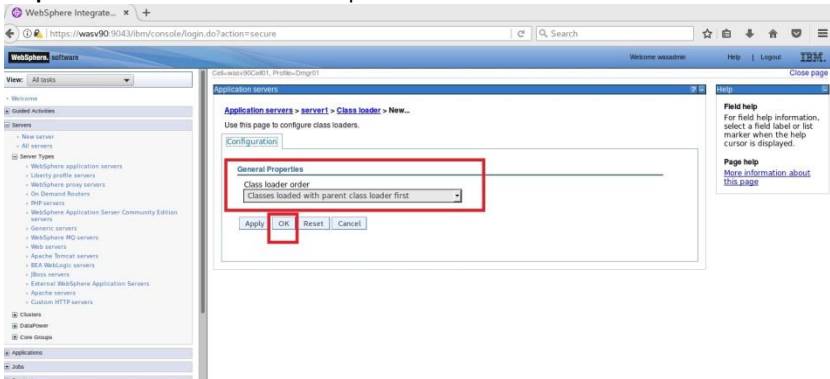 WebSphere Integrate...
https://wasv90:9043/ibm/console/login.do?action=secure
Search
WebSphere. software
Welcome wasadmin
Help | Logout
IBM.
View: All tasks
Cell=wasv90Cell01, Profile=Dmgr01
Close page
Welcome
Guided Activities
Servers
New server
All servers
Server Types
WebSphere application servers
Liberty profile servers
WebSphere proxy servers
On Demand Routers
PHP servers
WebSphere Application Server Community Edition
servers
Generic servers
WebSphere MQ servers
Web servers
Apache Tomcat servers
BEA WebLogic servers
JBoss servers
External WebSphere Application Servers
Apache servers
Custom HTTP servers
Clusters
DataPower
Core Groups
Applications
Jobs
Application servers
Application servers > server1 > Class loader > New...
Use this page to configure class loaders.
Configuration
General Properties
Class loader order
Classes loaded with parent class loader first
Apply OK Reset Cancel
Help
Field help
For field help information,
select a field label or list
marker when the help
cursor is displayed.
Page help
More information about
this page